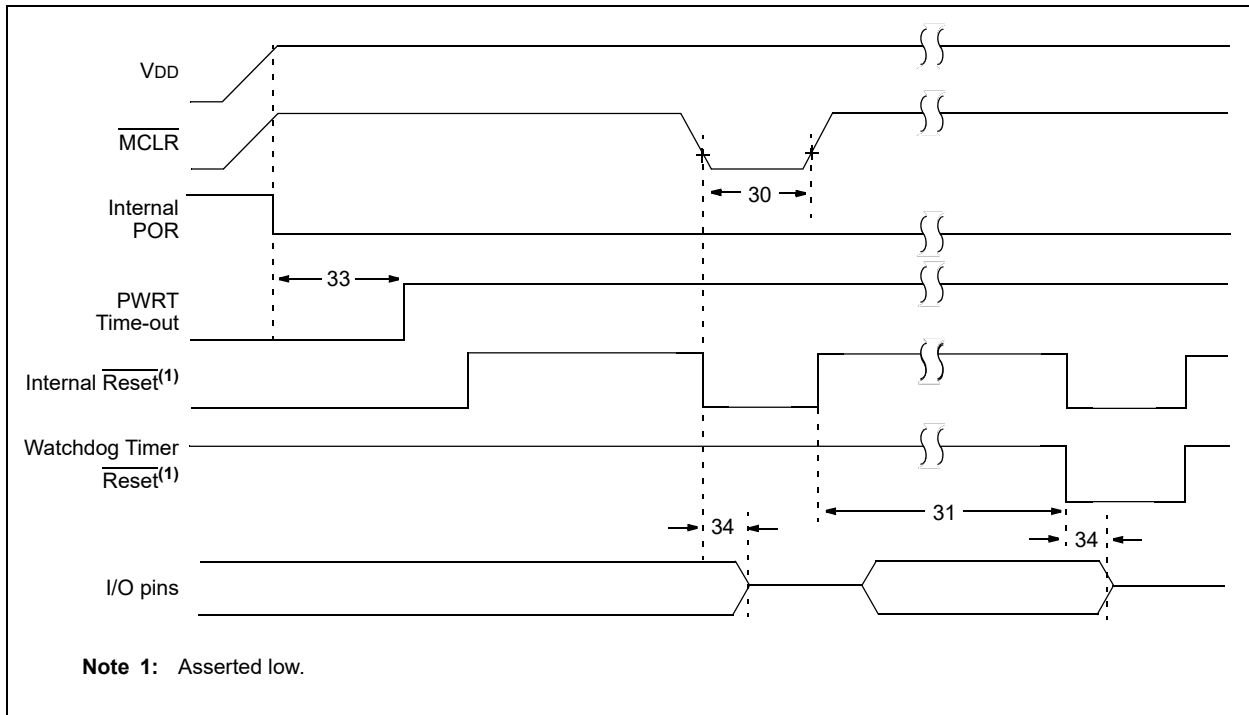 VDD
MCLR
30
Internal
POR
33
PWRT
Time-out
Internal Reset(1)
Watchdog Timer
Reset(1)
31
34
34
I/O pins
Note 1: Asserted low.